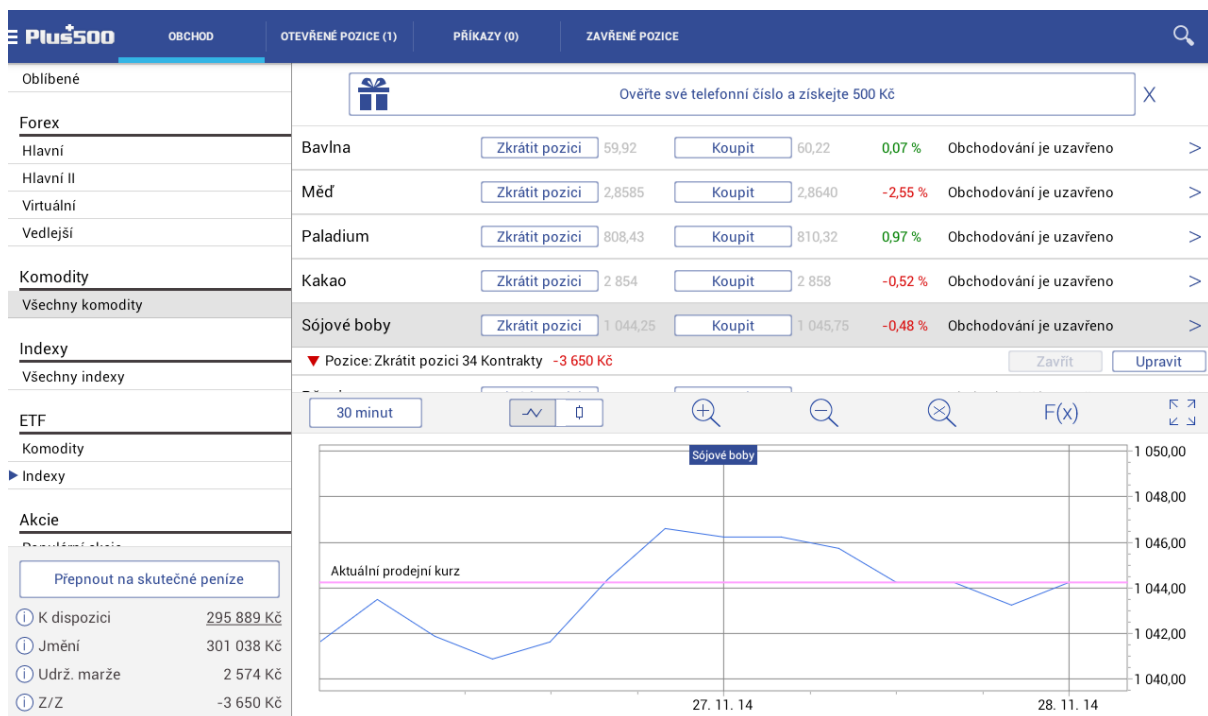 Plus500 OBCHOD OTEVŘENÉ POZICE (1) PŘÍKAZY (0) ZAVŘENÉ POZICE
Oblíbené
Forex
Hlavní
Hlavní II
Virtuální
Vedlejší
Komodity
Všechny komodity
Indexy
Všechny indexy
ETF
Komodity
Indexy
Akcie
Přepnout na skutečné peníze
K dispozici 295 889 Kč
Jmění 301 038 Kč
Udrž. marže 2 574 Kč
Z/Z -3 650 Kč
Ověřte své telefonní číslo a získejte 500 Kč X
Bavlna Zkrátit pozici 59,92 Koupit 60,22 0,07 % Obchodování je uzavřeno >
Měď Zkrátit pozici 2,8585 Koupit 2,8640 -2,55 % Obchodování je uzavřeno >
Paladium Zkrátit pozici 808,43 Koupit 810,32 0,97 % Obchodování je uzavřeno >
Kakao Zkrátit pozici 2 854 Koupit 2 858 -0,52 % Obchodování je uzavřeno >
Sójové boby Zkrátit pozici 1 044,25 Koupit 1 045,75 -0,48 % Obchodování je uzavřeno >
Pozice: Zkrátit pozici 34 Kontrakty -3 650 Kč Zavřít Upravit
30 minut F(x)
Sójové boby
Aktuální prodejní kurz
1 050,00
1 048,00
1 046,00
1 044,00
1 042,00
1 040,00
27. 11. 14 28. 11. 14